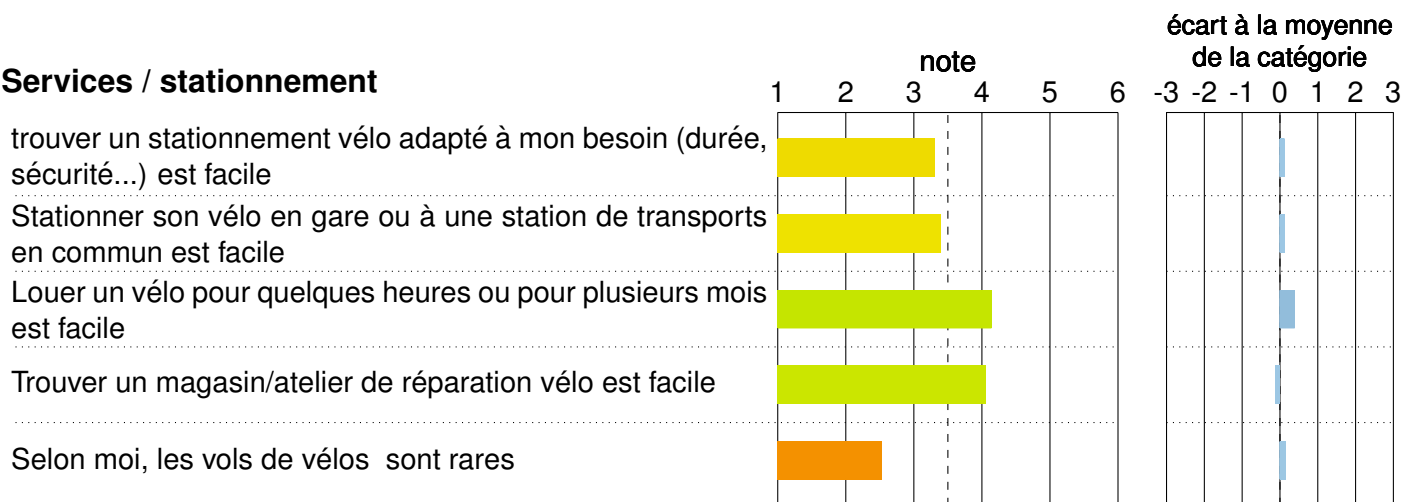 écart à la moyenne
de la catégorie
note
Services / stationnement
1 2 3 4 5 6 -3 -2 -1 0 1 2 3
trouver un stationnement vélo adapté à mon besoin (durée,
sécurité...) est facile
Stationner son vélo en gare ou à une station de transports
en commun est facile
Louer un vélo pour quelques heures ou pour plusieurs mois
est facile
Trouver un magasin/atelier de réparation vélo est facile
Selon moi, les vols de vélos sont rares